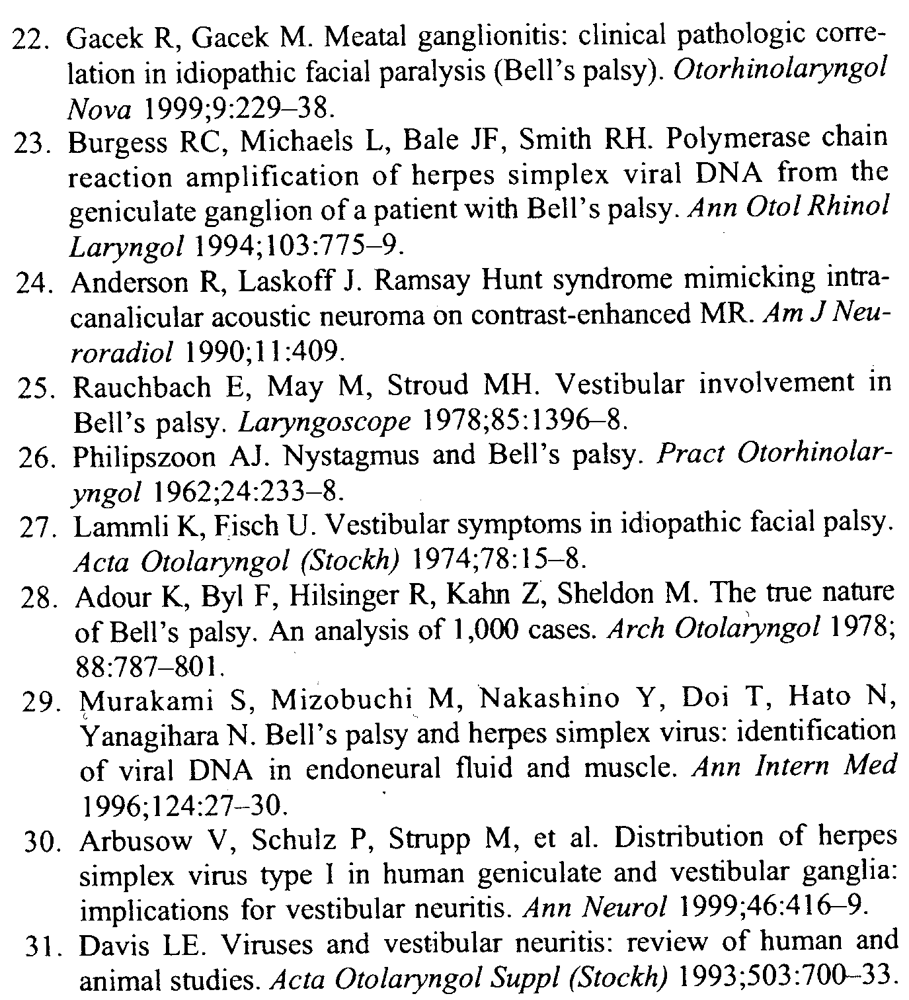 22. Gacek R, Gacek M. Meatal ganglionitis: clinical pathologic corre-
lation in idiopathic facial paralysis (Bell's palsy). Otorhinolaryngol
Nova 1999;9:229–38.
23. Burgess RC, Michaels L, Bale JF, Smith RH. Polymerase chain
reaction amplification of herpes simplex viral DNA from the
geniculate ganglion of a patient with Bell's palsy. Ann Otol Rhinol
Laryngol 1994;103:775–9.
24. Anderson R, Laskoff J. Ramsay Hunt syndrome mimicking intra-
canalicular acoustic neuroma on contrast-enhanced MR. Am J Neu-
roradiol 1990;11:409.
25. Rauchbach E, May M, Stroud MH. Vestibular involvement in
Bell's palsy. Laryngoscope 1978;85:1396–8.
26. Philipszoon AJ. Nystagmus and Bell's palsy. Pract Otorhinolar-
yngol 1962;24:233–8.
27. Lammli K, Fisch U. Vestibular symptoms in idiopathic facial palsy.
Acta Otolaryngol (Stockh) 1974;78:15–8.
28. Adour K, Byl F, Hilsinger R, Kahn Z, Sheldon M. The true nature
of Bell's palsy. An analysis of 1,000 cases. Arch Otolaryngol 1978;
88:787–801.
29. Murakami S, Mizobuchi M, Nakashino Y, Doi T, Hato N,
Yanagihara N. Bell's palsy and herpes simplex virus: identification
of viral DNA in endoneural fluid and muscle. Ann Intern Med
1996;124:27–30.
30. Arbusow V, Schulz P, Strupp M, et al. Distribution of herpes
simplex virus type I in human geniculate and vestibular ganglia:
implications for vestibular neuritis. Ann Neurol 1999;46:416–9.
31. Davis LE. Viruses and vestibular neuritis: review of human and
animal studies. Acta Otolaryngol Suppl (Stockh) 1993;503:700–33.